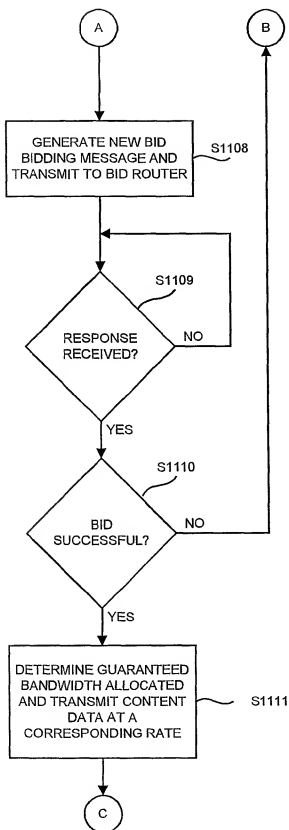 A
B
GENERATE NEW BID
BIDDING MESSAGE AND
TRANSMIT TO BID ROUTER
S1108
S1109
RESPONSE
RECEIVED?
NO
YES
S1110
BID
SUCCESSFUL?
NO
YES
DETERMINE GUARANTEED
BANDWIDTH ALLOCATED
AND TRANSMIT CONTENT
DATA AT A
CORRESPONDING RATE
S1111
C